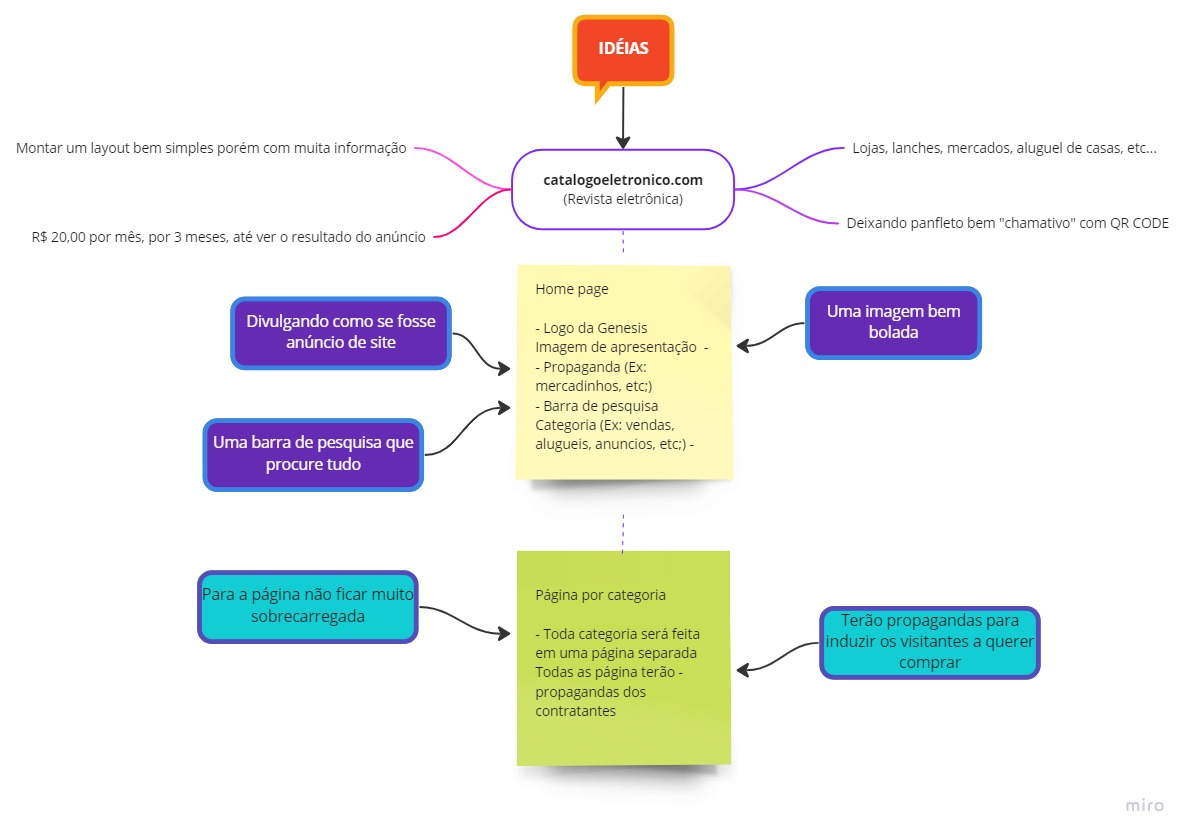 IDÉIAS
Montar um layout bem simples porém com muita informação
R$ 20,00 por mês, por 3 meses, até ver o resultado do anúncio
catalogoeletronico.com
(Revista eletrônica)
Lojas, lanches, mercados, aluguel de casas, etc...
Deixando panfleto bem "chamativo" com QR CODE
Divulgando como se fosse
anúncio de site
Uma barra de pesquisa que
procure tudo
Home page
- Logo da Genesis
Imagem de apresentação -
- Propaganda (Ex:
mercadinhos, etc;)
- Barra de pesquisa
Categoria (Ex: vendas,
alugueis, anuncios, etc;) -
Uma imagem bem
bolada
Para a página não ficar muito
sobrecarregada
Página por categoria
- Toda categoria será feita
em uma página separada
Todas as página terão -
propagandas dos
contratantes
Terão propagandas para
induzir os visitantes a querer
comprar
miro